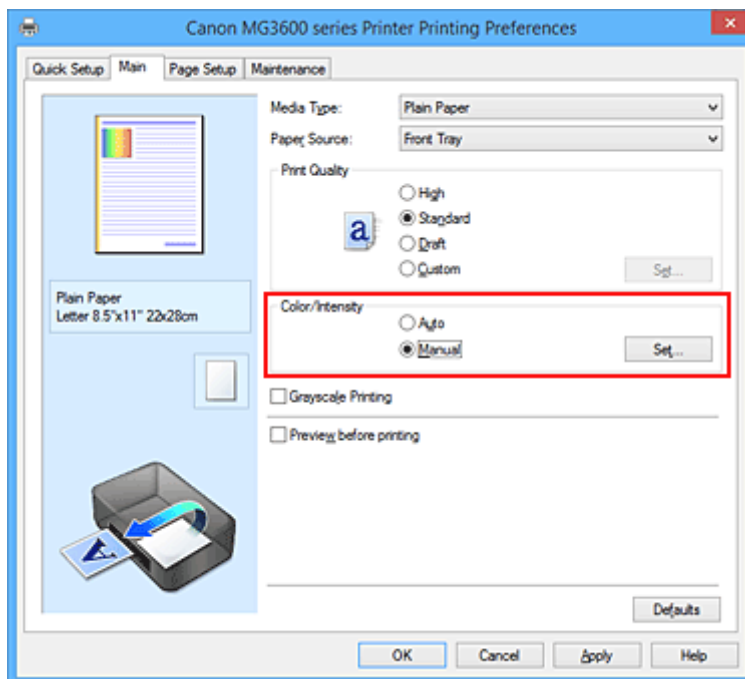 Canon MG3600 series Printer Printing Preferences
Quick Setup Main Page Setup Maintenance
Media Type: Plain Paper
Paper Source: Front Tray
Print Quality
High
a Standard
Draft
Custom Set...
Plain Paper
Letter 8.5"x11" 22x28cm
Color/Intensity
Auto
Manual Set...
Grayscale Printing
Preview before printing
A
Defaults
OK Cancel Apply Help